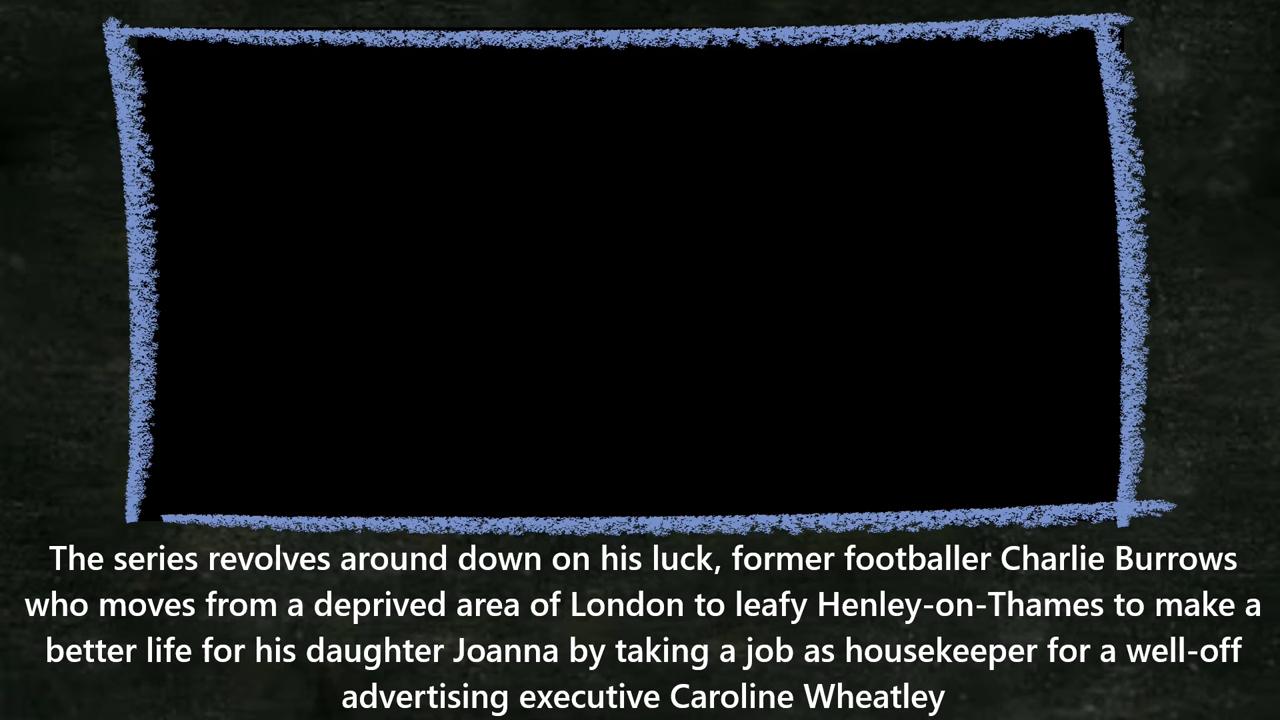 The series revolves around down on his luck, former footballer Charlie Burrows
who moves from a deprived area of London to leafy Henley-on-Thames to make a
better life for his daughter Joanna by taking a job as housekeeper for a well-off
advertising executive Caroline Wheatley